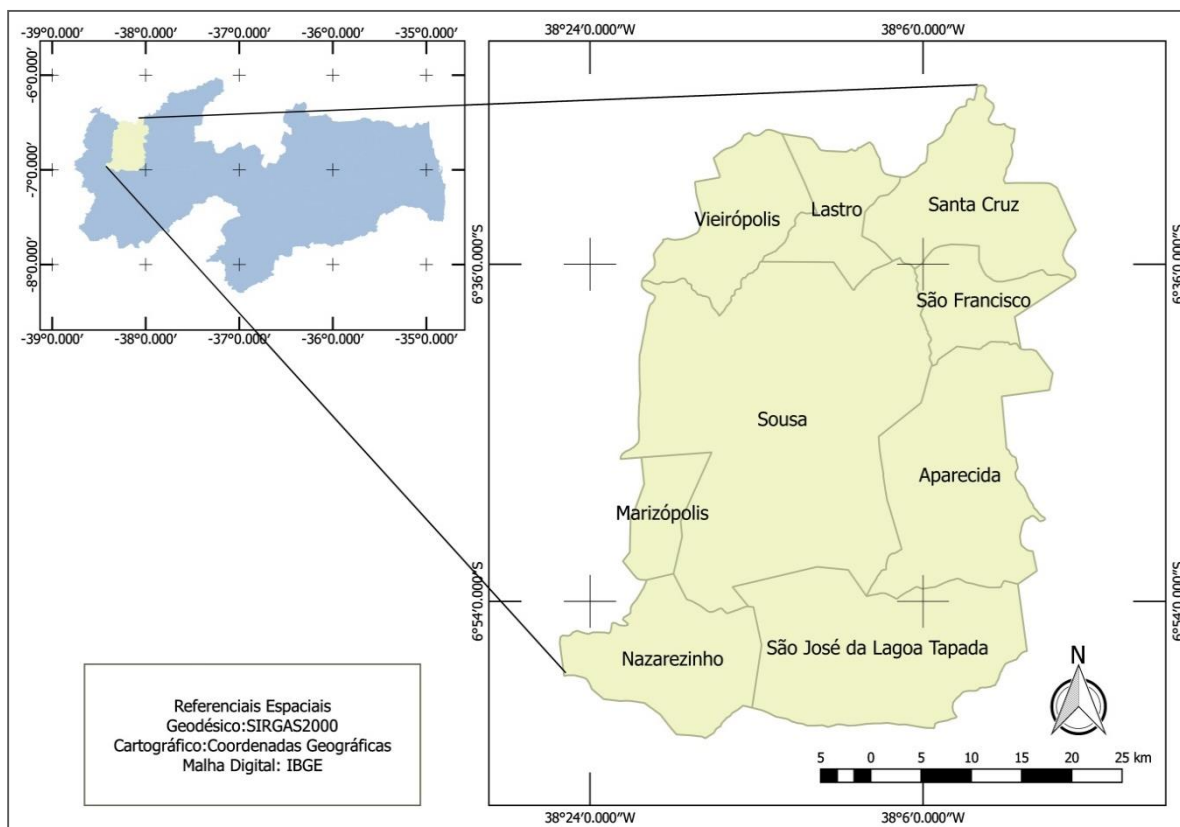 -39°0.000′ -38°0.000′ -37°0.000′ -36°0.000′ -35°0.000′
-6°0.000′
-7°0.000′
-8°0.000′
-39°0.000′ -38°0.000′ -37°0.000′ -36°0.000′ -35°0.000′
38°24′0.000″W 38°6′0.000″W
6°36′0.000″S 6°36′0.000″S
6°54′0.000″S 6°54′0.000″S
Vieirópolis
Lastro
Santa Cruz
São Francisco
Sousa
Aparecida
Marizópolis
Nazarezinho
São José da Lagoa Tapada
N
5 0 5 10 15 20 25 km
38°24′0.000″W 38°6′0.000″W
Referenciais Espaciais
Geodésico:SIRGAS2000
Cartográfico:Coordenadas Geográficas
Malha Digital: IBGE